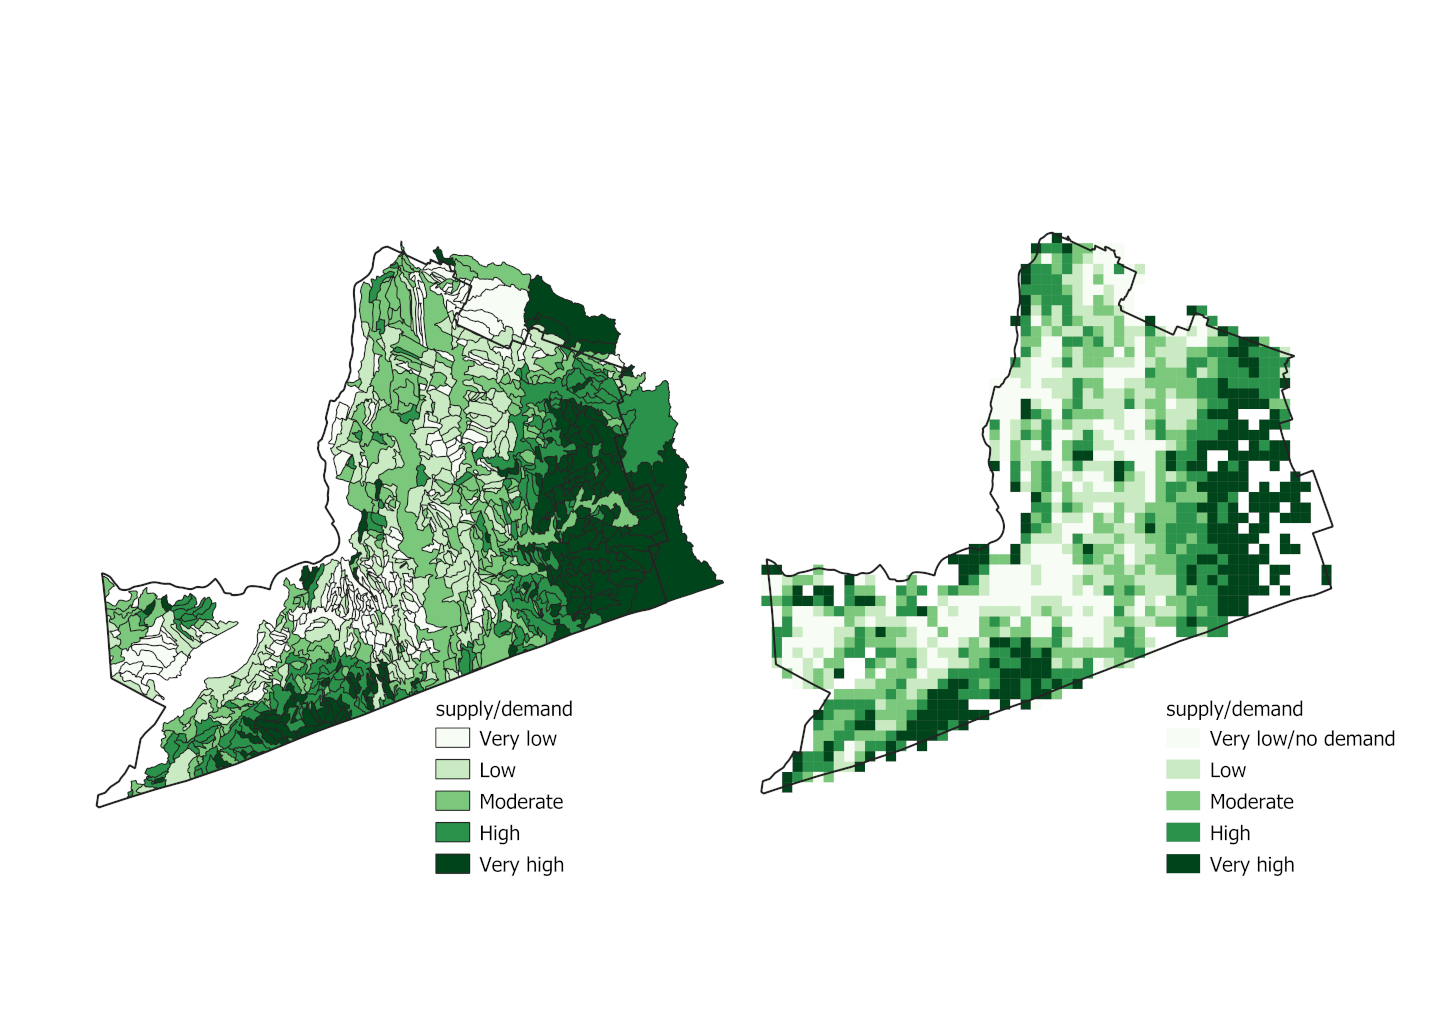 supply/demand
Very low
Low
Moderate
High
Very high
supply/demand
Very low/no demand
Low
Moderate
High
Very high